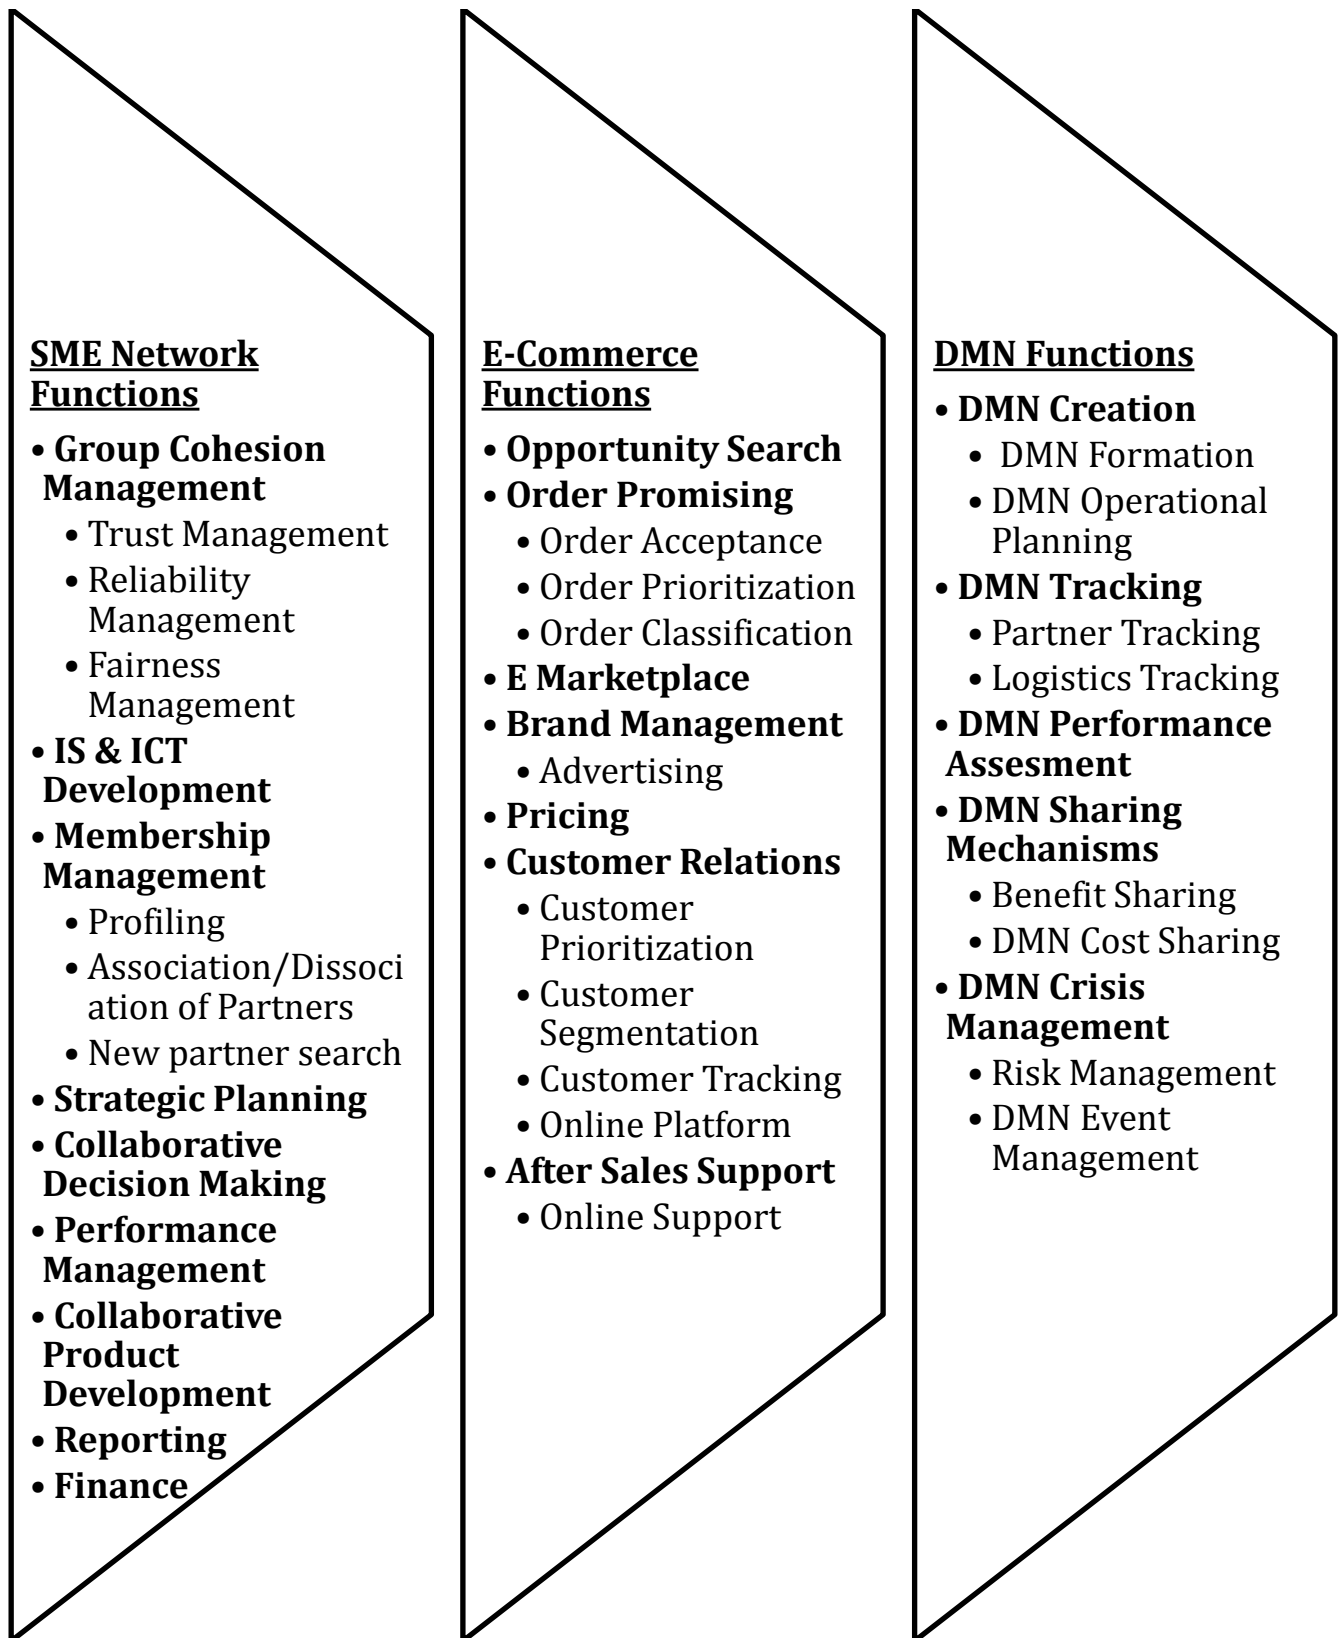 SME Network
Functions
• Group Cohesion
Management
• Trust Management
• Reliability
Management
• Fairness
Management
• IS & ICT
Development
• Membership
Management
• Profiling
• Association/Dissoci
ation of Partners
• New partner search
• Strategic Planning
• Collaborative
Decision Making
• Performance
Management
• Collaborative
Product
Development
• Reporting
• Finance
E-Commerce
Functions
• Opportunity Search
• Order Promising
• Order Acceptance
• Order Prioritization
• Order Classification
• E Marketplace
• Brand Management
• Advertising
• Pricing
• Customer Relations
• Customer
Prioritization
• Customer
Segmentation
• Customer Tracking
• Online Platform
• After Sales Support
• Online Support
DMN Functions
• DMN Creation
• DMN Formation
• DMN Operational
Planning
• DMN Tracking
• Partner Tracking
• Logistics Tracking
• DMN Performance
Assesment
• DMN Sharing
Mechanisms
• Benefit Sharing
• DMN Cost Sharing
• DMN Crisis
Management
• Risk Management
• DMN Event
Management